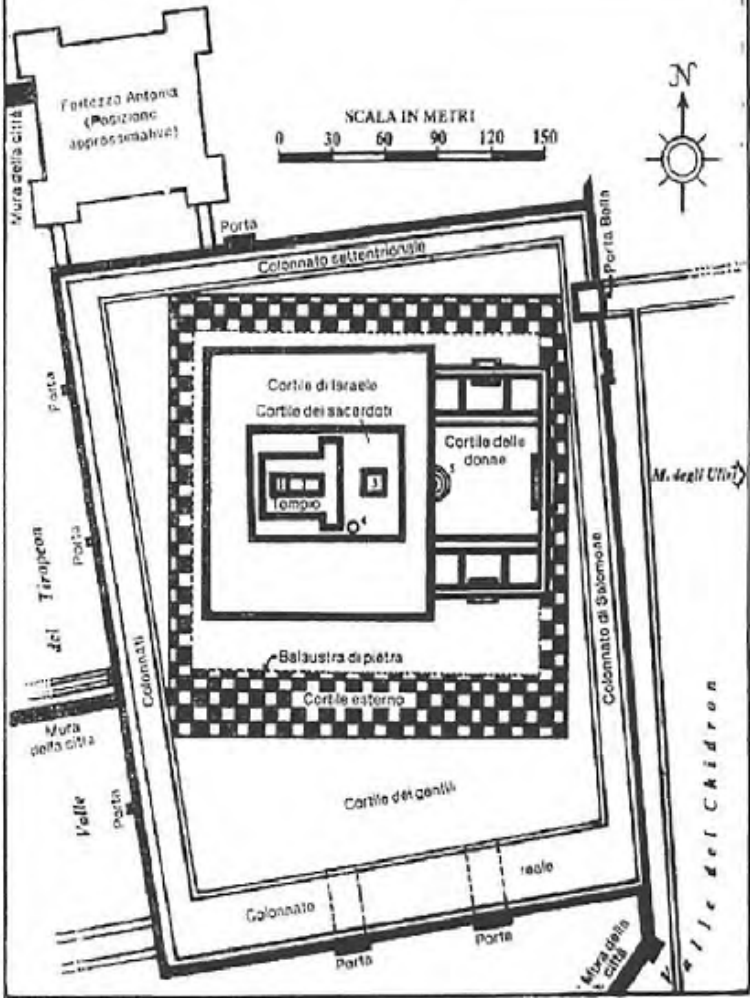 Fortezza Antonia
(Posizione
approssimativa)
Mura della città
SCALA IN METRI
0 30 60 90 120 150
N
Porta
Colonnato settentrionale
Porta Bella
Porta
Cortile di Israele
Cortile dei sacerdoti
Cortile delle
donne
1
3
5
Tempio
4
M. degli Ulivi
Porta
Valle del Tiropeon
Colonnati
Colonnato di Salomone
Balaustra di pietra
Cortile esterno
Mura
della città
Cortile dei gentili
Porta
Valle del Chidron
Colonnato reale
Porta
Porta
Mura della
città